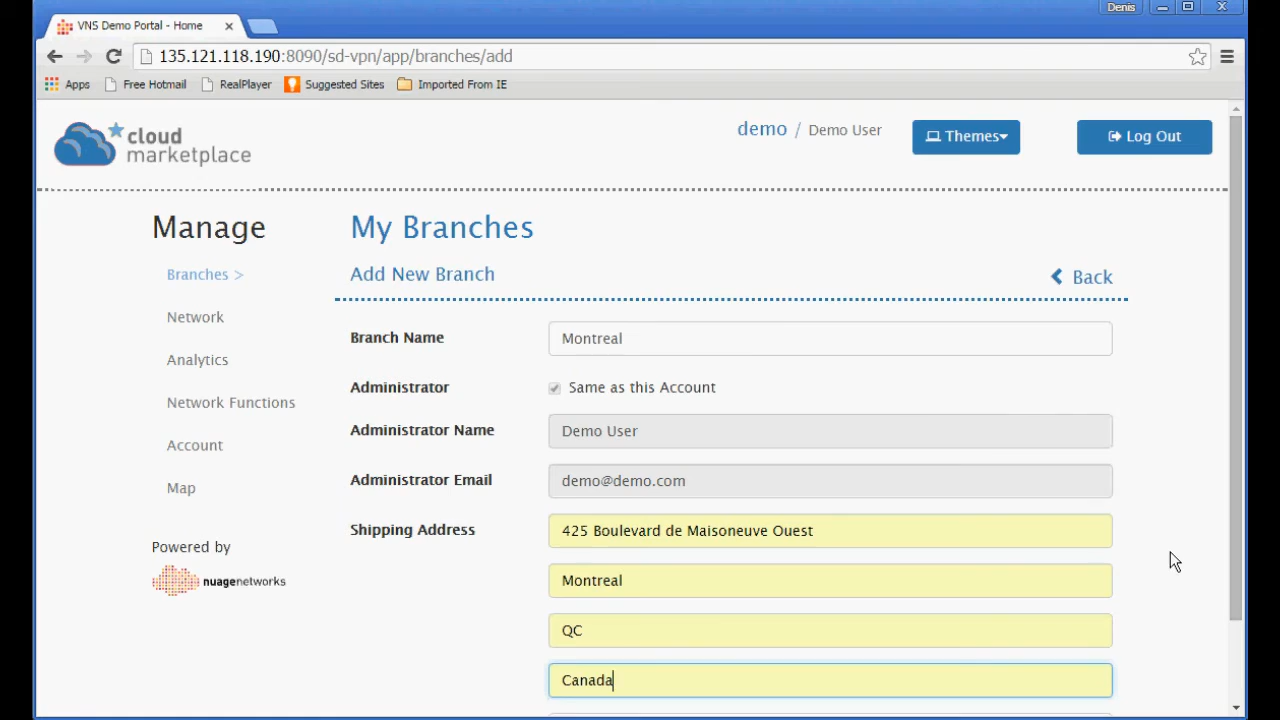 Denis
VNS Demo Portal - Home
135.121.118.190:8090/sd-vpn/app/branches/add
Apps Free Hotmail RealPlayer Suggested Sites Imported From IE
cloud
marketplace
demo / Demo User
Themes
Log Out
Manage
Branches >
Network
Analytics
Network Functions
Account
Map
Powered by
nuagenetworks
My Branches
Add New Branch
Back
Branch Name Montreal
Administrator Same as this Account
Administrator Name Demo User
Administrator Email demo@demo.com
Shipping Address 425 Boulevard de Maisoneuve Ouest
Montreal
QC
Canada